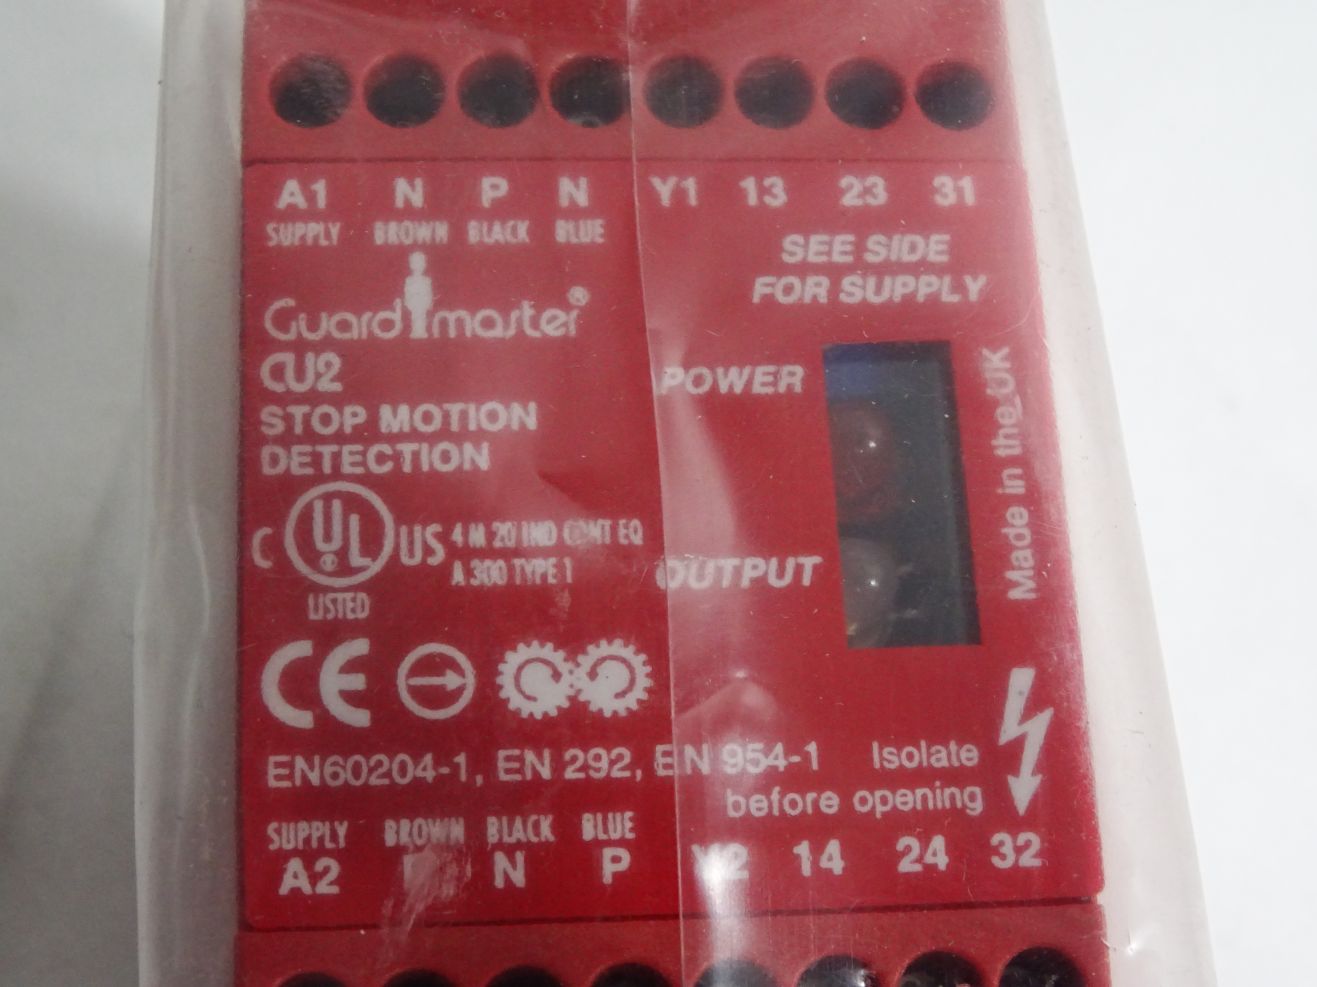 A1 N P N Y1 13 23 31
SUPPLY BROWN BLACK BLUE
SEE SIDE
FOR SUPPLY
Guardmaster®
CU2
STOP MOTION
DETECTION
POWER
Made in the UK
C UL US 4 M 20 IND CONT EQ
A 300 TYPE 1
LISTED
OUTPUT
CE
EN60204-1, EN 292, EN 954-1
Isolate
before opening
SUPPLY BROWN BLACK BLUE
A2 N P Y2 14 24 32